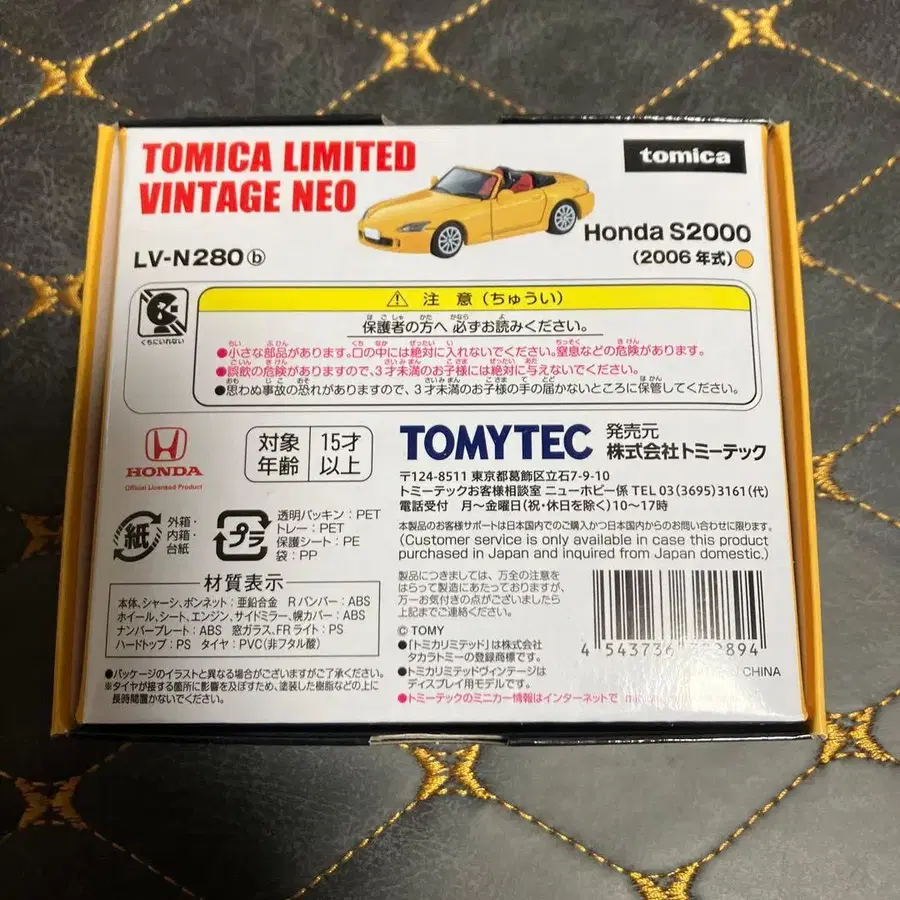 TOMICA LIMITED
VINTAGE NEO
tomica
LV-N280ⓑ
Honda S2000
(2006年式)
くちにいれない
⚠ 注 意 (ちゅうい)
保護者の方へ 必ずお読みください。
●小さな部品があります。口の中には絶対に入れないでください。窒息などの危険があります。
●誤飲の危険がありますので、3才未満のお子様には絶対に与えないでください。
●思わぬ事故の恐れがありますので、3才未満のお子様の手の届かないところに保管してください。
HONDA
Official Licensed Product
対象年齢 15才以上
TOMYTEC
発売元
株式会社トミーテック
〒124-8511 東京都葛飾区立石7-9-10
トミーテックお客様相談室 ニューホビー係 TEL 03(3695)3161(代)
電話受付 月〜金曜日(祝・休日を除く)10〜17時
本製品のお客様サポートは日本国内でのご購入かつ日本国内からのお問い合わせに限ります。
(Customer service is only available in case this product
purchased in Japan and inquired from Japan domestic.)
紙
外箱・
内箱・
台紙
プラ
透明パッキン:PET
トレー:PET
保護シート:PE
袋:PP
材質表示
本体、シャーシ、ボンネット:亜鉛合金 Rバンパー:ABS
ホイール、シート、エンジン、サイドミラー、幌カバー:ABS
ナンバープレート:ABS 窓ガラス、FRライト:PS
ハードトップ:PS タイヤ:PVC(非フタル酸)
●パッケージのイラストと異なる場合がございますがご了承ください。
※タイヤが接する箇所に影響を及ぼすため、塗装した樹脂などの上に
長時間置かないでください。
製品につきましては、万全の注意を
はらって製造にあたっておりますが、
万一お気付きの点がございましたら
上記までご連絡ください。
© TOMY
●「トミカリミテッド」は株式会社
タカラトミーの登録商標です。
●トミカリミテッドヴィンテージは
ディスプレイ用モデルです。
●トミーテックのミニカー情報はインターネットで
4 543736
CHINA